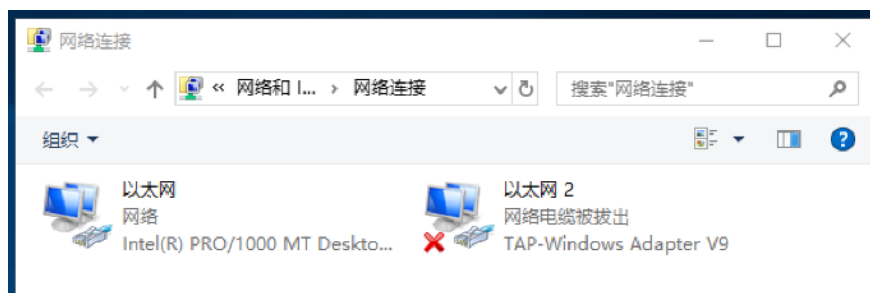 网络连接
« 网络和 I... › 网络连接
搜索"网络连接"
组织
以太网
网络
Intel(R) PRO/1000 MT Deskto...
以太网 2
网络电缆被拔出
TAP-Windows Adapter V9